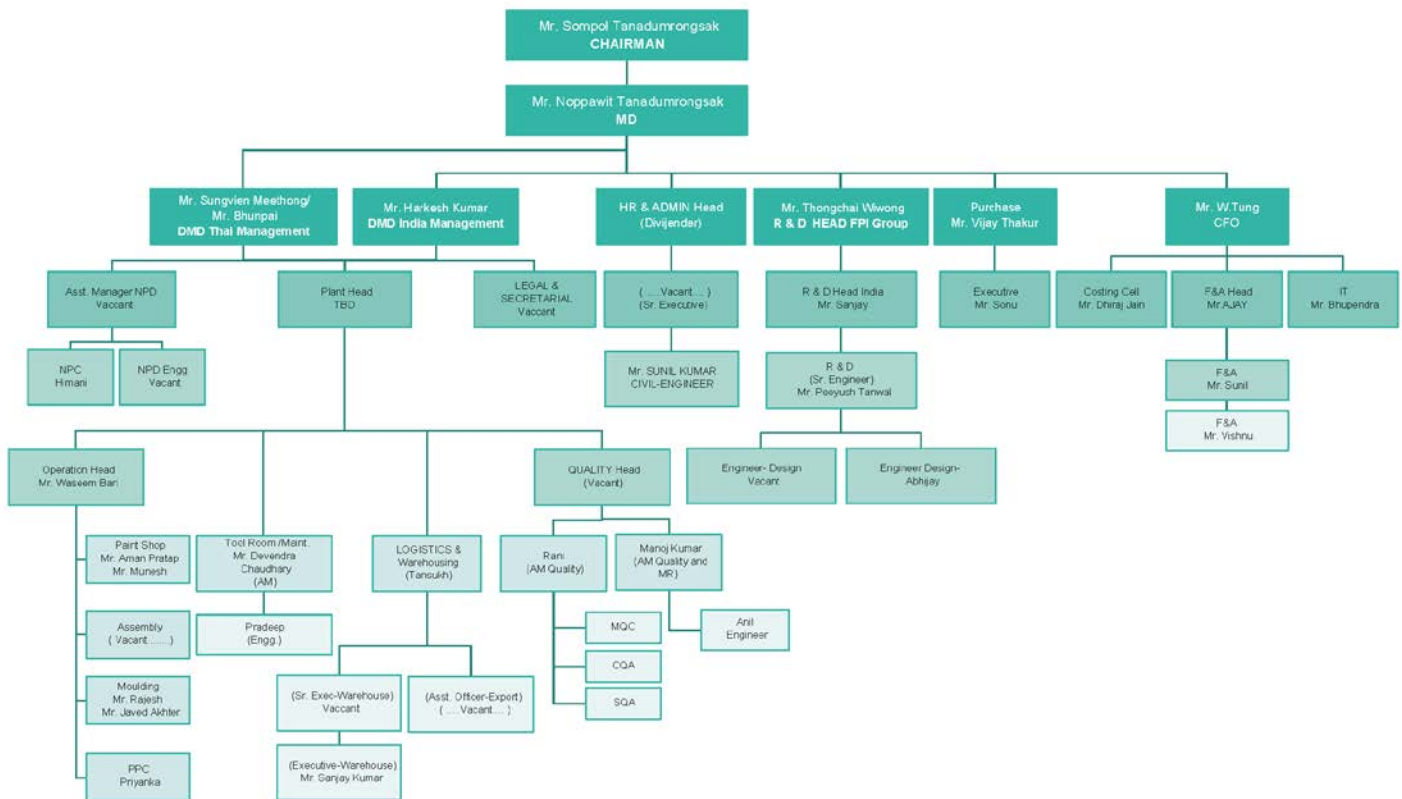 Mr. Sompol Tanadumrongsak
CHAIRMAN
Mr. Noppawit Tanadumrongsak
MD
Mr. Sungvien Meethong/
Mr. Bhunpai
DMD Thai Management
Mr. Harkesh Kumar
DMD India Management
HR & ADMIN Head
(Divijender)
Mr. Thongchai Wiwong
R & D HEAD FPI Group
Purchase
Mr. Vijay Thakur
Mr. W.Tung
CFO
Asst. Manager NPD
Vaccant
Plant Head
TBD
LEGAL &
SECRETARIAL
Vaccant
(.....Vacant....)
(Sr. Executive)
R & D Head India
Mr. Sanjay
Executive
Mr. Sonu
Costing Cell
Mr. Dhiraj Jain
F&A Head
Mr.AJAY
IT
Mr. Bhupendra
NPC
Himani
NPD Engg
Vacant
Mr. SUNIL KUMAR
CIVIL-ENGINEER
R & D
(Sr. Engineer)
Mr. Peeyush Tanwal
F&A
Mr. Sunil
F&A
Mr. Vishnu
Operation Head
Mr. Waseem Bari
QUALITY Head
(Vacant)
Engineer- Design
Vacant
Engineer Design-
Abhijay
Paint Shop
Mr. Aman Pratap
Mr. Munesh
Tool Room /Maint.
Mr. Devendra
Chaudhary
(AM)
LOGISTICS &
Warehousing
(Tansukh)
Rani
(AM Quality)
Manoj Kumar
(AM Quality and
MR)
Assembly
( Vacant........)
Pradeep
(Engg.)
MQC
Anil
Engineer
CQA
SQA
Moulding
Mr. Rajesh
Mr. Javed Akhter
(Sr. Exec-Warehouse)
Vaccant
(Asst. Officer-Export)
(.....Vacant....)
PPC
Priyanka
(Executive-Warehouse)
Mr. Sanjay Kumar